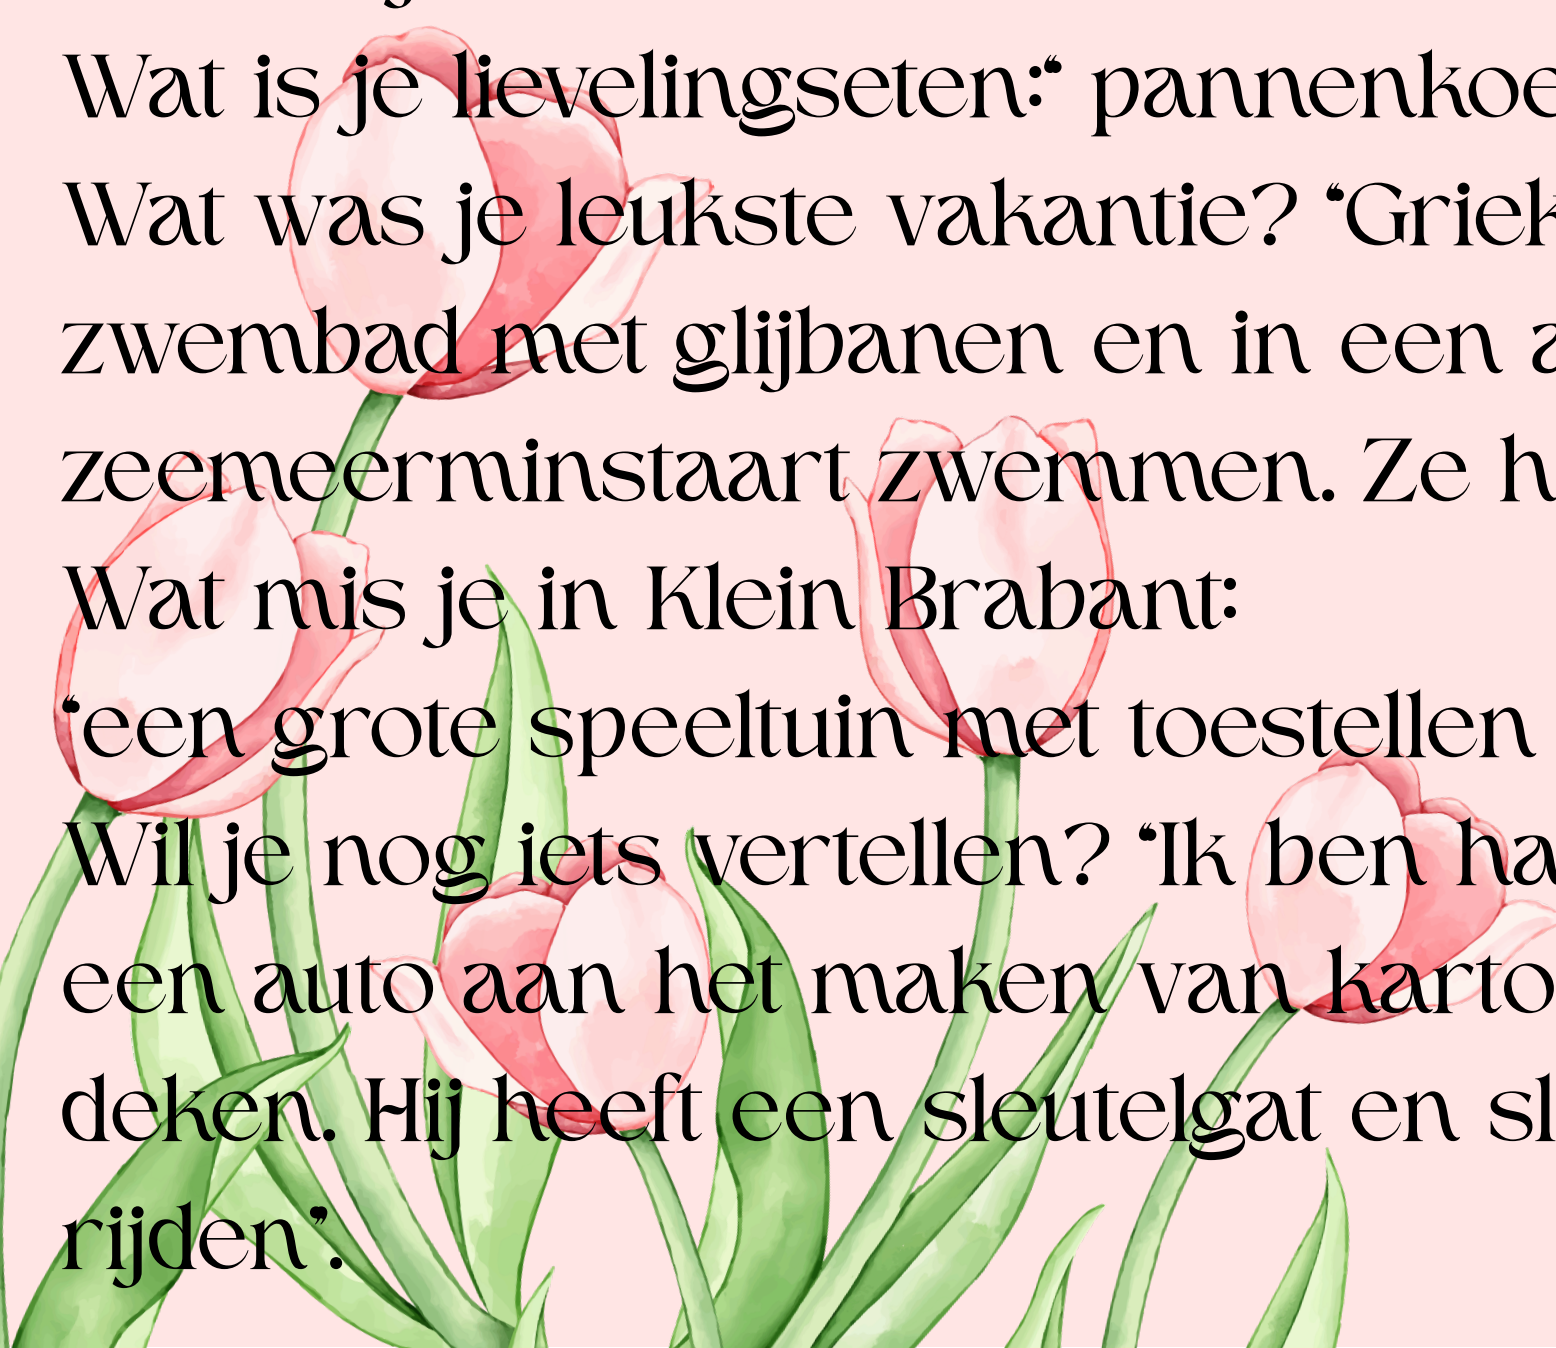 Wat is je lievelingseten:“ pannenkoe
Wat was je leukste vakantie? “Griek
zwembad met glijbanen en in een a
zeemeerminstaart zwemmen. Ze h
Wat mis je in Klein Brabant:
“een grote speeltuin met toestellen
Wil je nog iets vertellen? “Ik ben ha
een auto aan het maken van karto
deken. Hij heeft een sleutelgat en sl
rijden”.